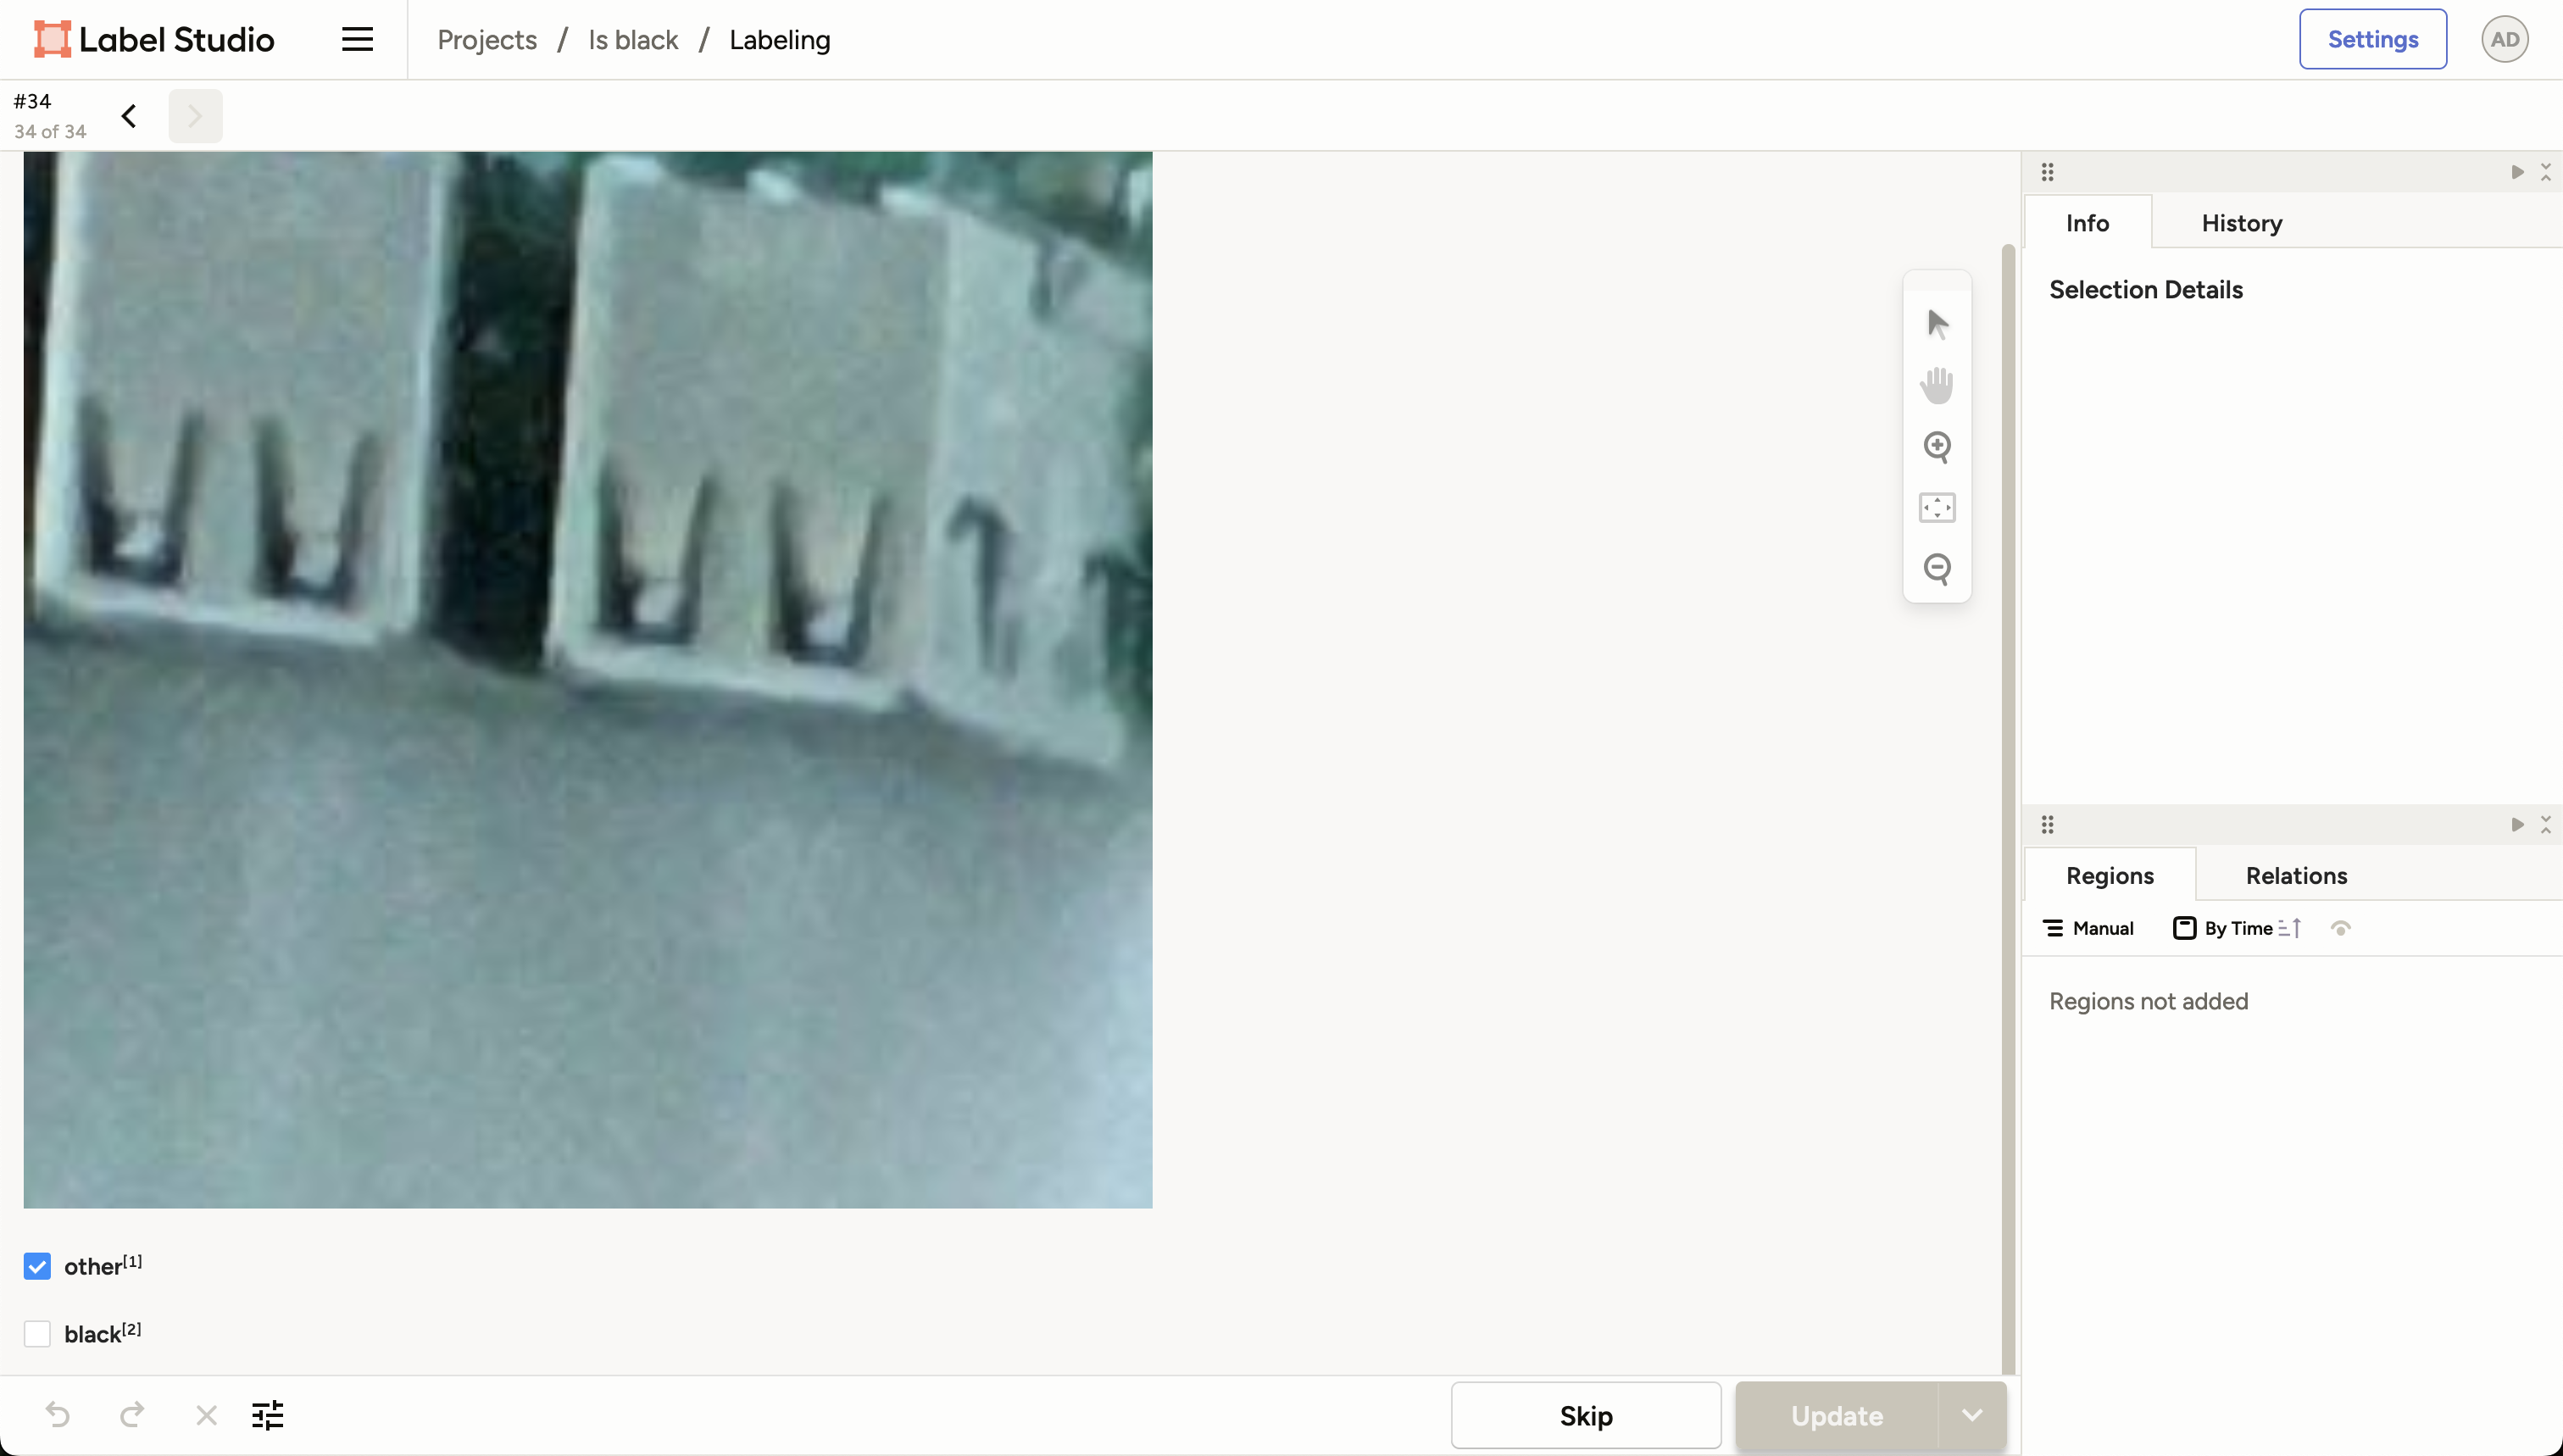 Label Studio
Projects / Is black / Labeling
Settings
AD
#34
34 of 34
Info
History
Selection Details
Regions
Relations
Manual
By Time
Regions not added
other[1]
black[2]
Skip
Update